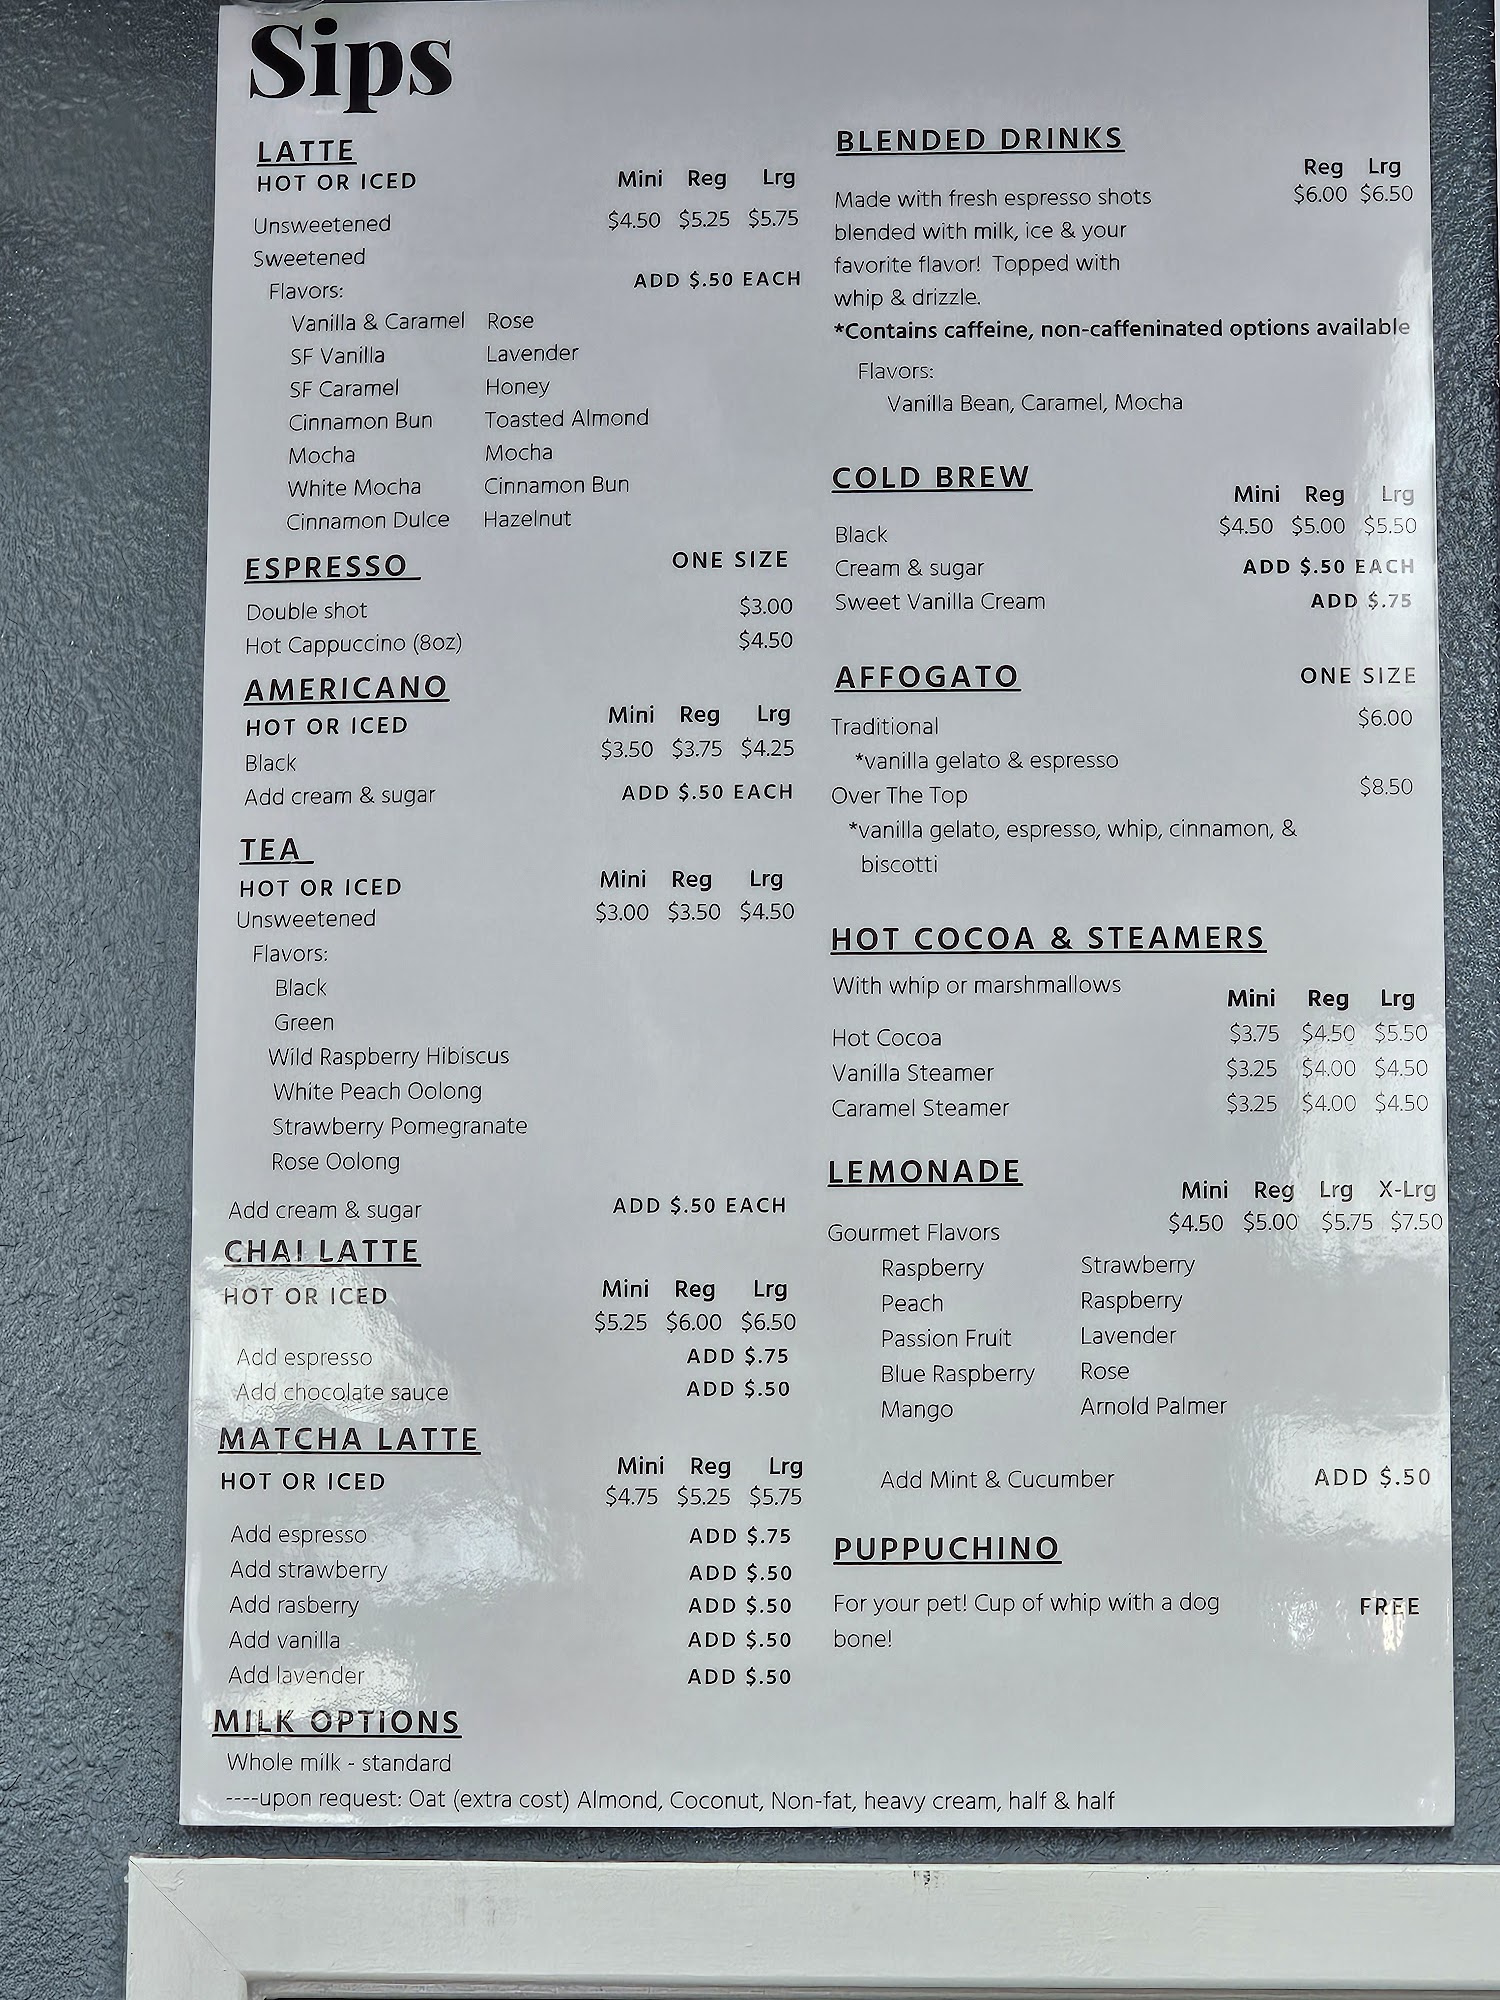 Sips
LATTE
HOT OR ICED Mini Reg Lrg
Unsweetened $4.50 $5.25 $5.75
Sweetened
Flavors: ADD $.50 EACH
Vanilla & Caramel Rose
SF Vanilla Lavender
SF Caramel Honey
Cinnamon Bun Toasted Almond
Mocha Mocha
White Mocha Cinnamon Bun
Cinnamon Dulce Hazelnut
ESPRESSO ONE SIZE
Double shot $3.00
Hot Cappuccino (8oz) $4.50
AMERICANO
HOT OR ICED Mini Reg Lrg
Black $3.50 $3.75 $4.25
Add cream & sugar ADD $.50 EACH
TEA
HOT OR ICED Mini Reg Lrg
Unsweetened $3.00 $3.50 $4.50
Flavors:
Black
Green
Wild Raspberry Hibiscus
White Peach Oolong
Strawberry Pomegranate
Rose Oolong
Add cream & sugar ADD $.50 EACH
CHAI LATTE
HOT OR ICED Mini Reg Lrg
$5.25 $6.00 $6.50
Add espresso ADD $.75
Add chocolate sauce ADD $.50
MATCHA LATTE
HOT OR ICED Mini Reg Lrg
$4.75 $5.25 $5.75
Add espresso ADD $.75
Add strawberry ADD $.50
Add rasberry ADD $.50
Add vanilla ADD $.50
Add lavender ADD $.50
MILK OPTIONS
Whole milk - standard
----upon request: Oat (extra cost) Almond, Coconut, Non-fat, heavy cream, half & half
BLENDED DRINKS
Reg Lrg
$6.00 $6.50
Made with fresh espresso shots
blended with milk, ice & your
favorite flavor! Topped with
whip & drizzle.
*Contains caffeine, non-caffeninated options available
Flavors:
Vanilla Bean, Caramel, Mocha
COLD BREW
Mini Reg Lrg
Black $4.50 $5.00 $5.50
Cream & sugar ADD $.50 EACH
Sweet Vanilla Cream ADD $.75
AFFOGATO ONE SIZE
Traditional $6.00
*vanilla gelato & espresso
Over The Top $8.50
*vanilla gelato, espresso, whip, cinnamon, &
biscotti
HOT COCOA & STEAMERS
With whip or marshmallows
Mini Reg Lrg
Hot Cocoa $3.75 $4.50 $5.50
Vanilla Steamer $3.25 $4.00 $4.50
Caramel Steamer $3.25 $4.00 $4.50
LEMONADE
Mini Reg Lrg X-Lrg
Gourmet Flavors $4.50 $5.00 $5.75 $7.50
Raspberry Strawberry
Peach Raspberry
Passion Fruit Lavender
Blue Raspberry Rose
Mango Arnold Palmer
Add Mint & Cucumber ADD $.50
PUPPUCHINO
For your pet! Cup of whip with a dog FREE
bone!